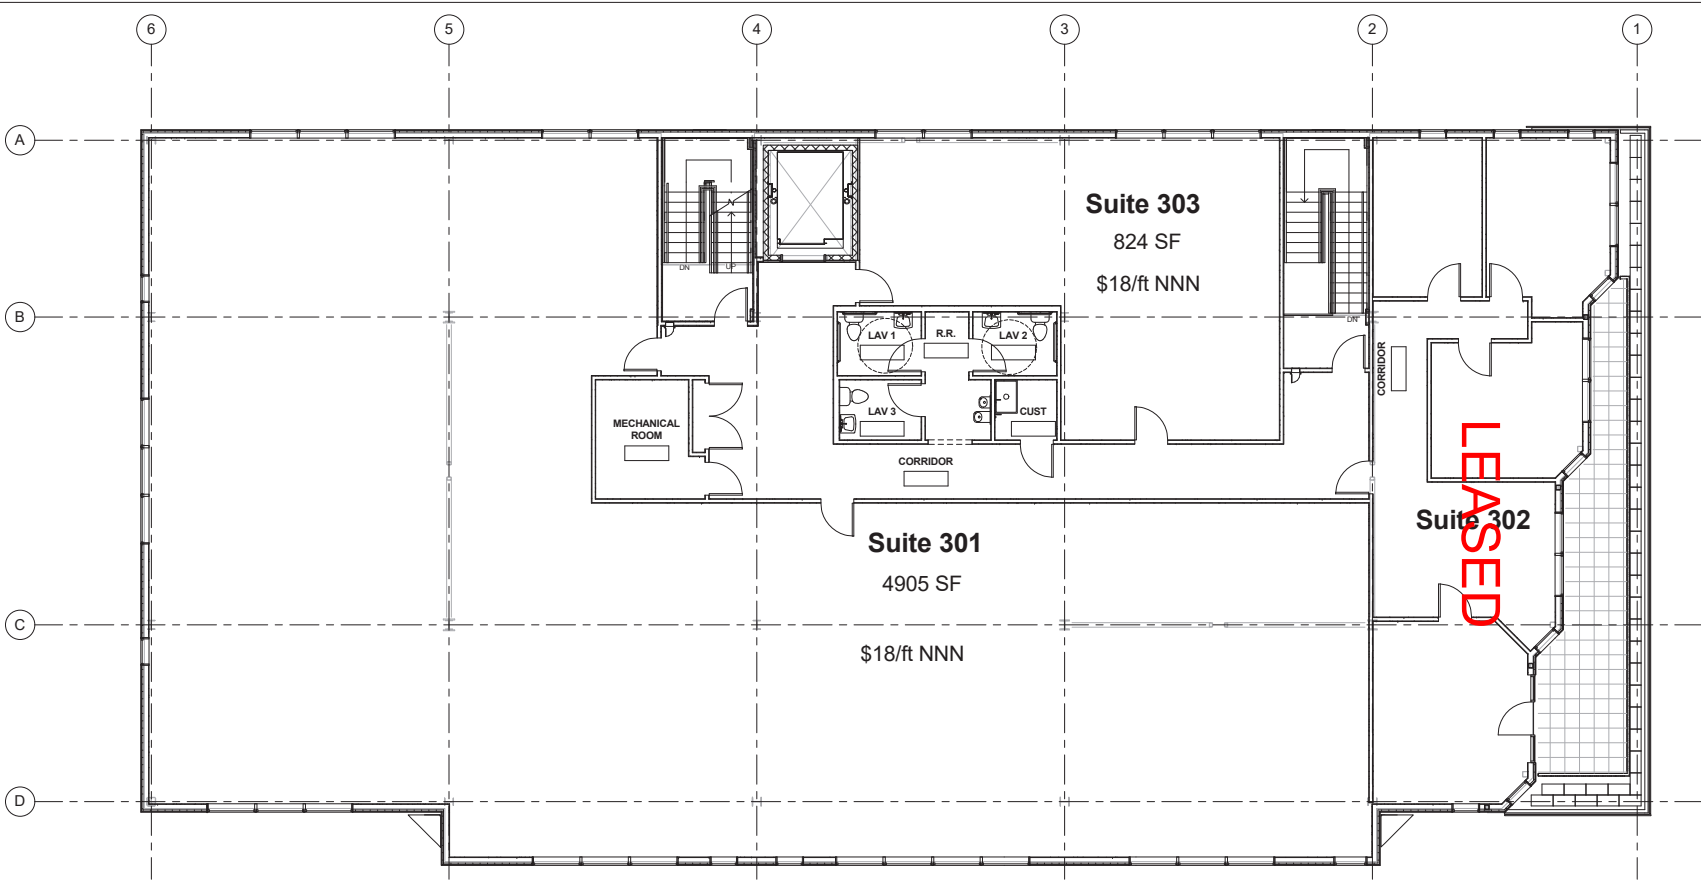 6 5 4 3 2 1
A
Suite 303
824 SF
$18/ft NNN
DN UP
B
DN
LAV 1 R.R. LAV 2
CORRIDOR
LAV 3 CUST
MECHANICAL
ROOM
CORRIDOR
LEASED
Suite 302
Suite 301
4905 SF
C
$18/ft NNN
D